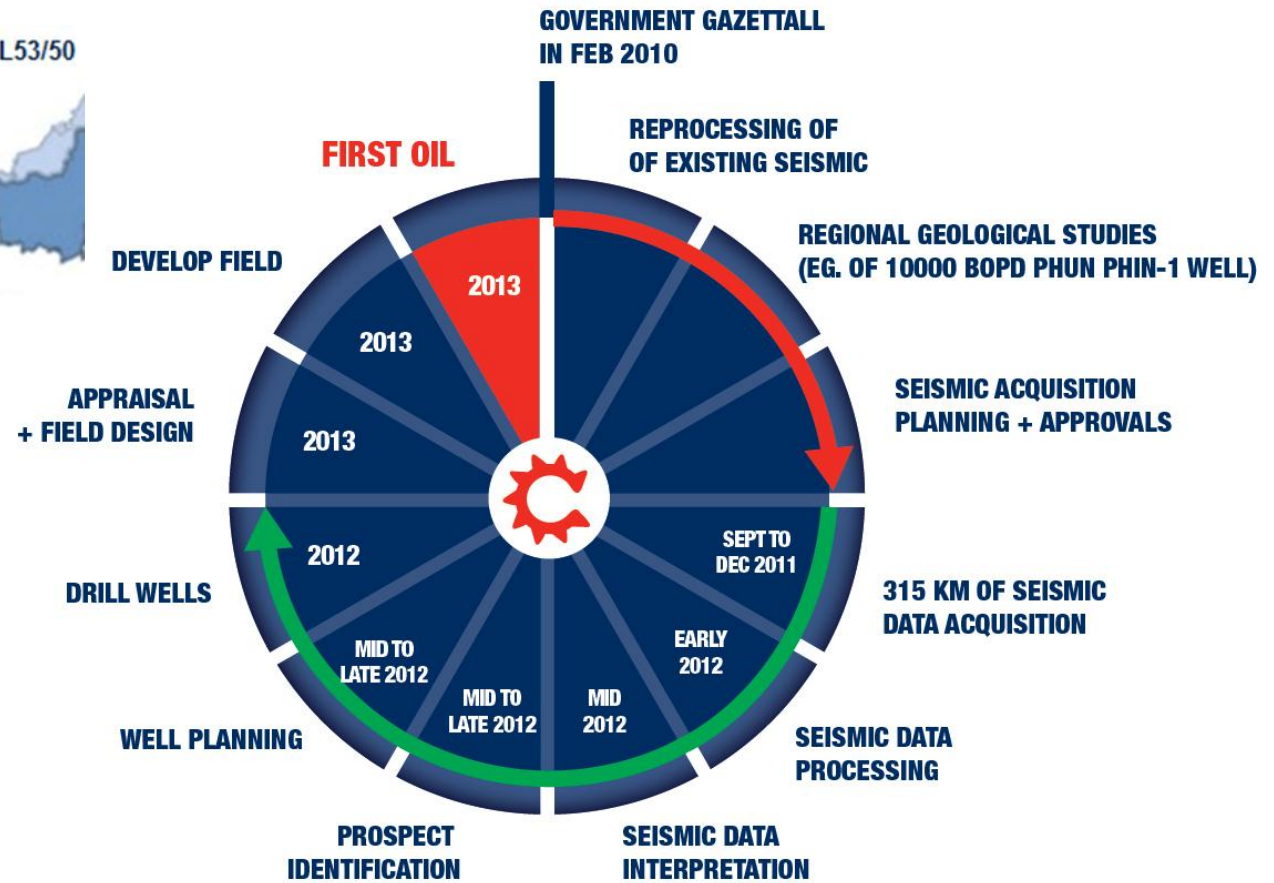 L53/50
GOVERNMENT GAZETTALL
IN FEB 2010
REPROCESSING OF
OF EXISTING SEISMIC
FIRST OIL
REGIONAL GEOLOGICAL STUDIES
(EG. OF 10000 BOPD PHUN PHIN-1 WELL)
DEVELOP FIELD
2013
2013
SEISMIC ACQUISITION
PLANNING + APPROVALS
APPRAISAL
+ FIELD DESIGN
2013
SEPT TO
DEC 2011
2012
315 KM OF SEISMIC
DATA ACQUISITION
DRILL WELLS
EARLY
2012
MID TO
LATE 2012
MID TO
LATE 2012
MID
2012
WELL PLANNING
SEISMIC DATA
PROCESSING
PROSPECT
IDENTIFICATION
SEISMIC DATA
INTERPRETATION